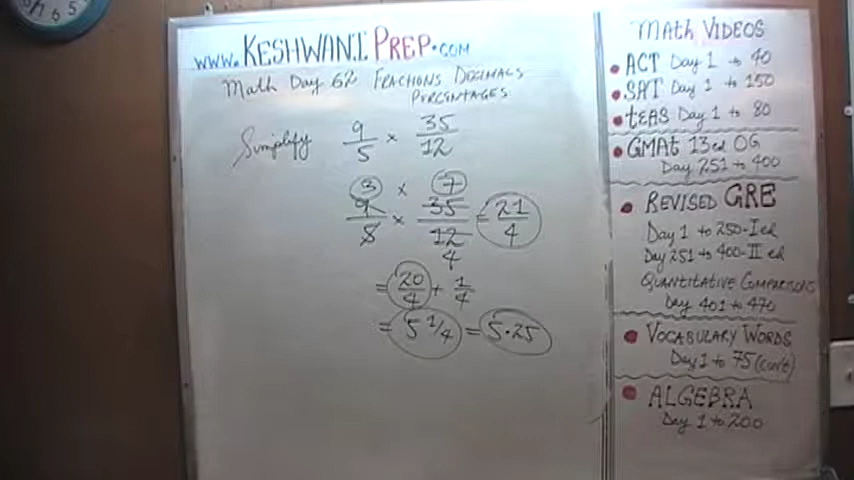 www.KESHWANIPREP.COM
Math Day 62 FRACTIONS DECIMALS
PERCENTAGES
Simplify 9/5 × 35/12
3 × 7
9/5 × 35/12 = 21/4
4
= 20/4 + 1/4
= 5 1/4 = 5.25
MATH VIDEOS
• ACT Day 1 to 40
• SAT Day 1 to 150
• tEAS Day 1 to 80
• GMAt 13ed OG
Day 251 to 400
• REVISED GRE
Day 1 to 250-I ed
Day 251 to 400-II ed
QUANTITATIVE COMPARISONS
Day 401 to 470
• VOCABULARY WORDS
Day 1 to 75 (con't)
• ALGEBRA
Day 1 to 200